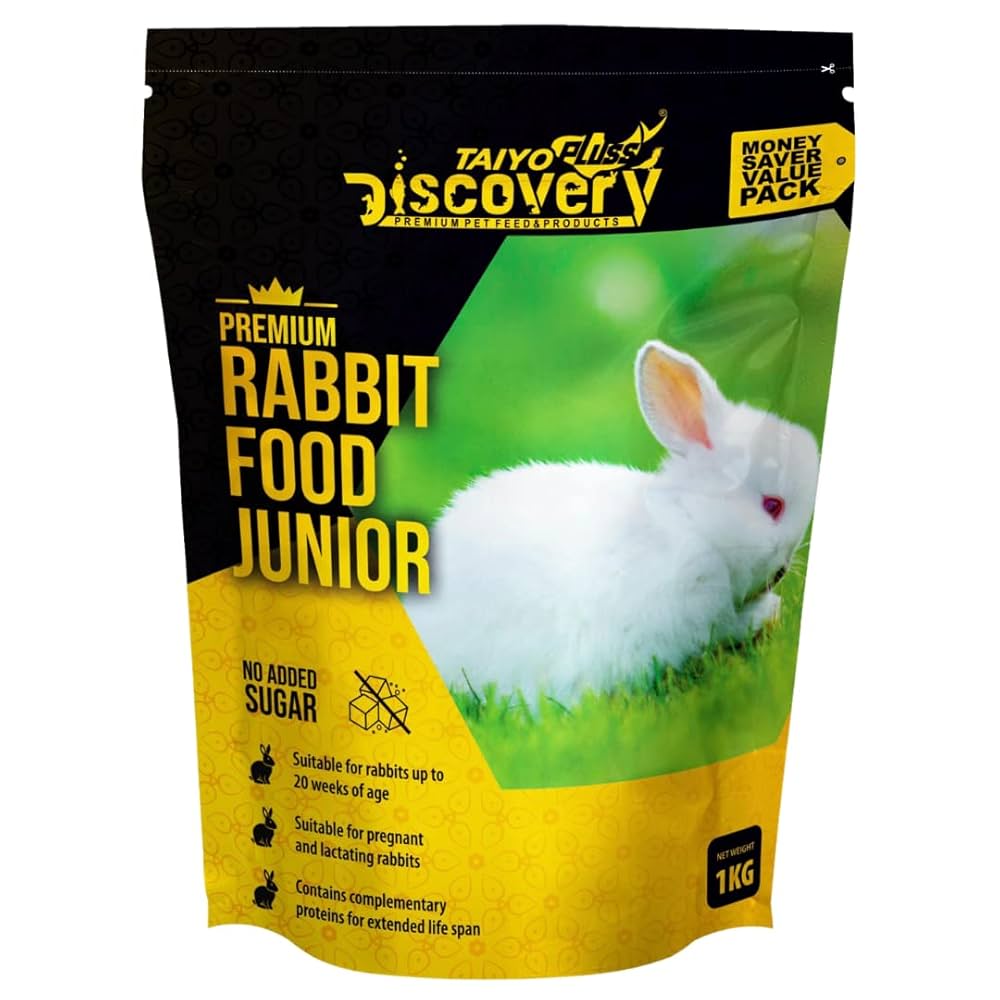 TAIYO PLUSS
®
DiscoverY
PREMIUM PET FEED & PRODUCTS
MONEY
SAVER
VALUE
PACK
PREMIUM
RABBIT
FOOD
JUNIOR
NO ADDED
SUGAR
Suitable for rabbits up to
20 weeks of age
Suitable for pregnant
and lactating rabbits
Contains complementary
proteins for extended life span
NET WEIGHT
1KG